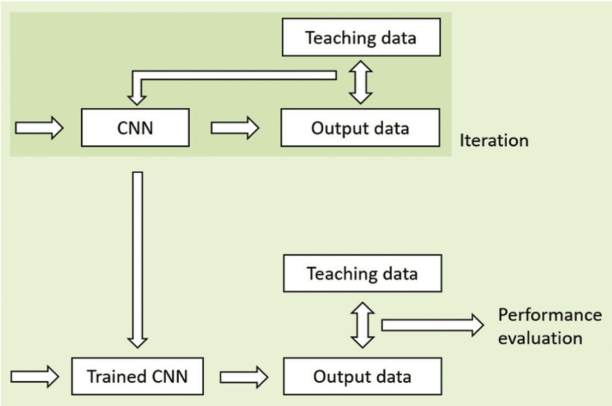 Teaching data
CNN
Output data
Iteration
Teaching data
Performance
evaluation
Trained CNN
Output data